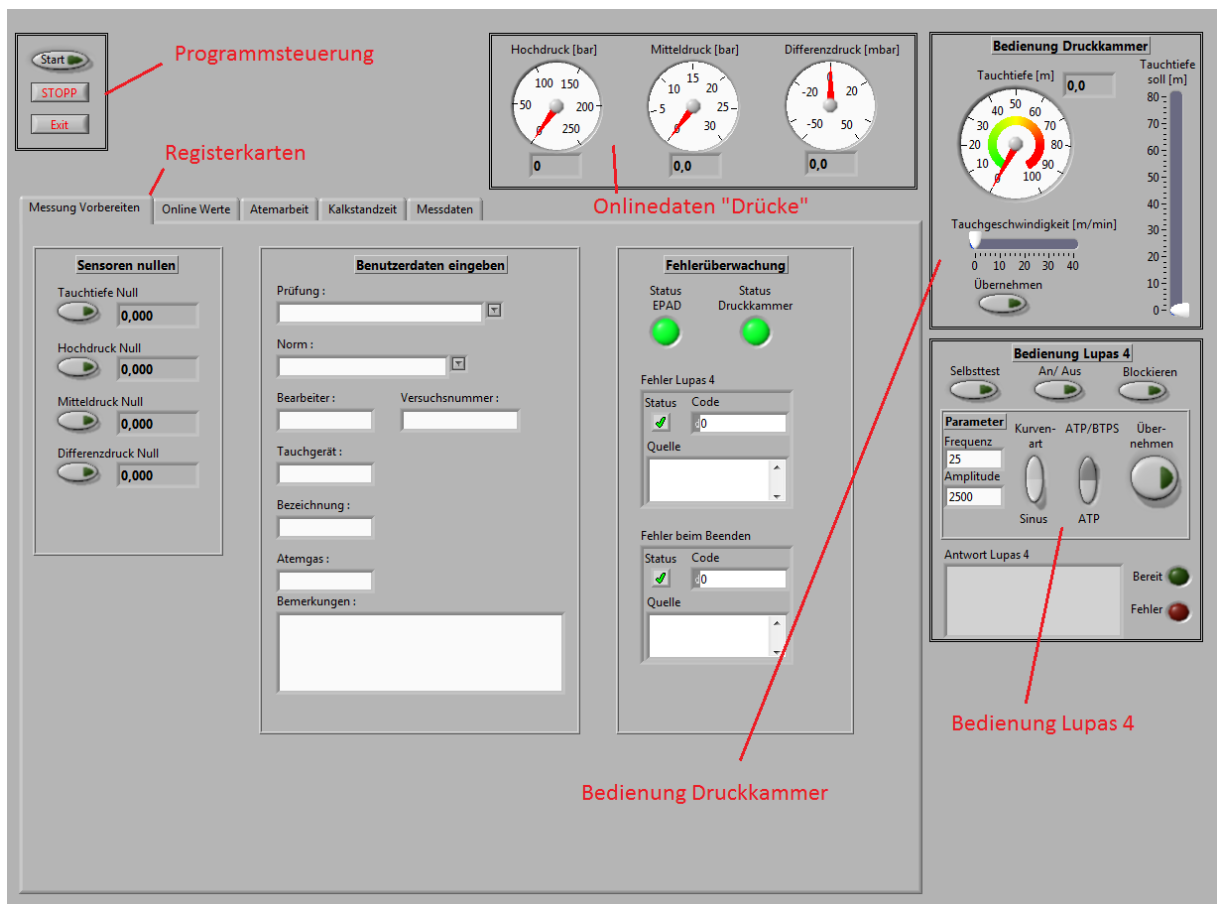 Start
STOPP
Exit
Programmsteuerung
Registerkarten
Hochdruck [bar]
0 50 100 150 200 250
0
Mitteldruck [bar]
0 5 10 15 20 25 30
0,0
Differenzdruck [mbar]
-50 -20 0 20 50
0,0
Onlinedaten "Drücke"
Bedienung Druckkammer
Tauchtiefe [m]
0,0
0 10 20 30 40 50 60 70 80 90 100
Tauchtiefe
soll [m]
80
70
60
50
40
30
20
10
0
Tauchgeschwindigkeit [m/min]
0 10 20 30 40
Übernehmen
Messung Vorbereiten
Online Werte
Atemarbeit
Kalkstandzeit
Messdaten
Sensoren nullen
Tauchtiefe Null
0,000
Hochdruck Null
0,000
Mitteldruck Null
0,000
Differenzdruck Null
0,000
Benutzerdaten eingeben
Prüfung :
Norm :
Bearbeiter :
Versuchsnummer :
Tauchgerät :
Bezeichnung :
Atemgas :
Bemerkungen :
Fehlerüberwachung
Status
EPAD
Status
Druckkammer
Fehler Lupas 4
Status
Code
d0
Quelle
Fehler beim Beenden
Status
Code
d0
Quelle
Bedienung Lupas 4
Selbsttest
An/ Aus
Blockieren
Parameter
Frequenz
25
Amplitude
2500
Kurven-
art
Sinus
ATP/BTPS
ATP
Über-
nehmen
Antwort Lupas 4
Bereit
Fehler
Bedienung Lupas 4
Bedienung Druckkammer